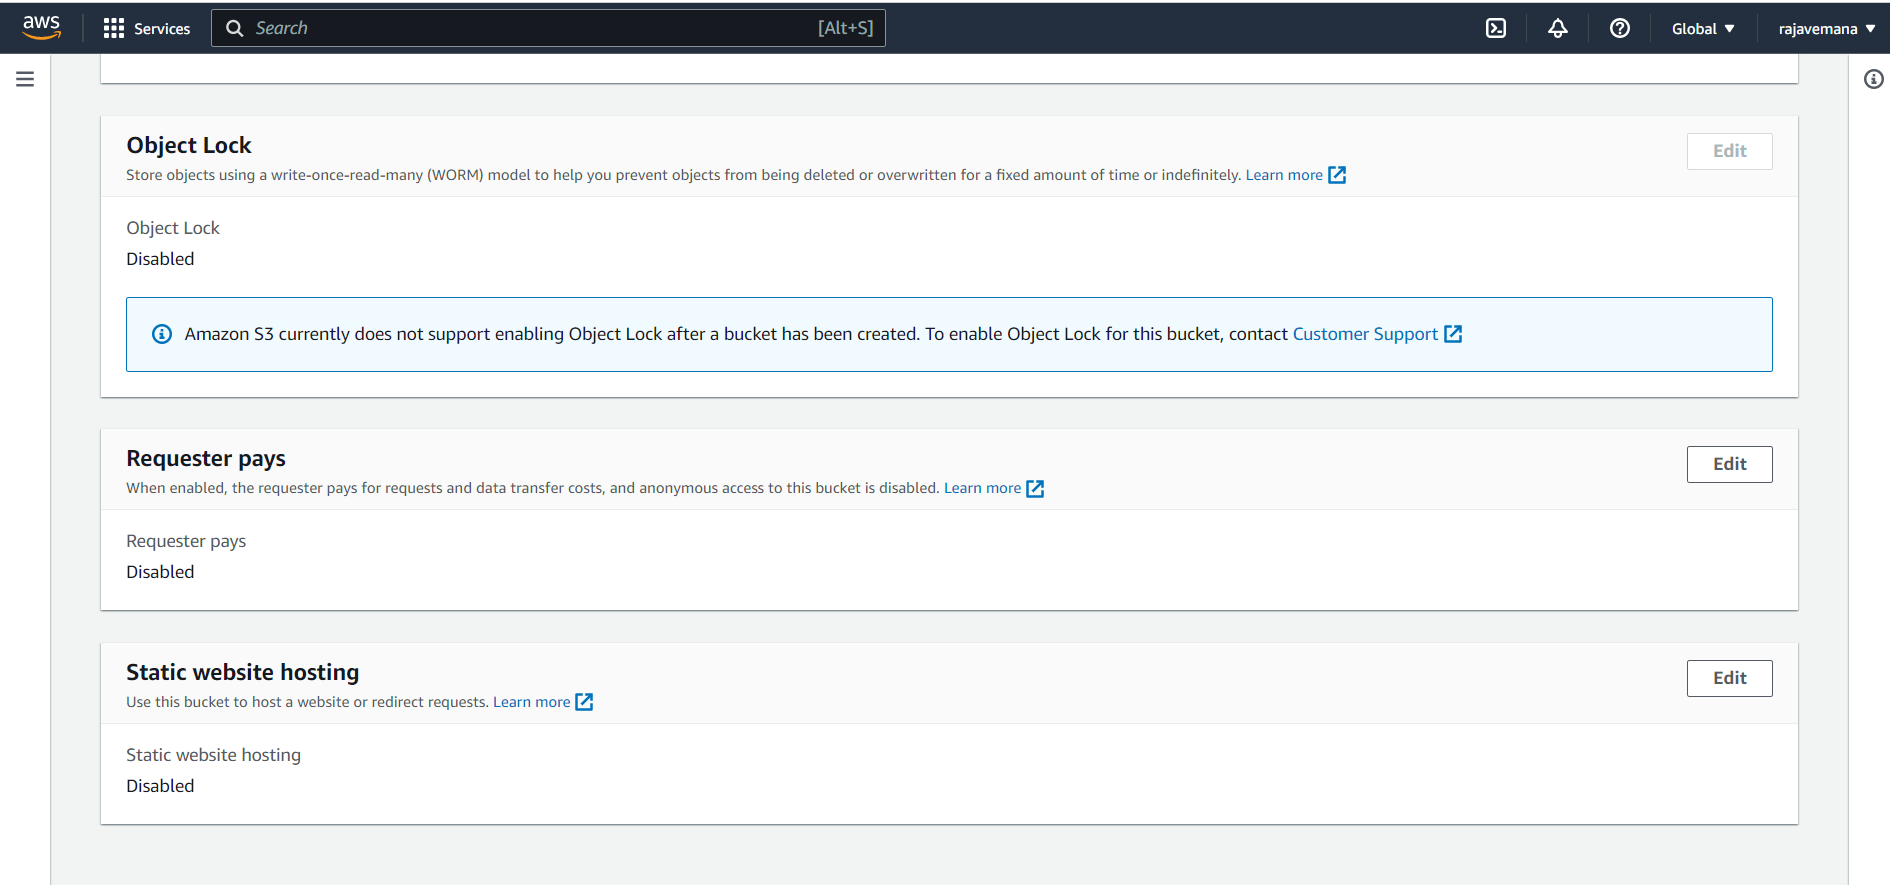 aws Services Search [Alt+S] Global rajavemana
Object Lock Edit
Store objects using a write-once-read-many (WORM) model to help you prevent objects from being deleted or overwritten for a fixed amount of time or indefinitely. Learn more
Object Lock
Disabled
Amazon S3 currently does not support enabling Object Lock after a bucket has been created. To enable Object Lock for this bucket, contact Customer Support
Requester pays Edit
When enabled, the requester pays for requests and data transfer costs, and anonymous access to this bucket is disabled. Learn more
Requester pays
Disabled
Static website hosting Edit
Use this bucket to host a website or redirect requests. Learn more
Static website hosting
Disabled